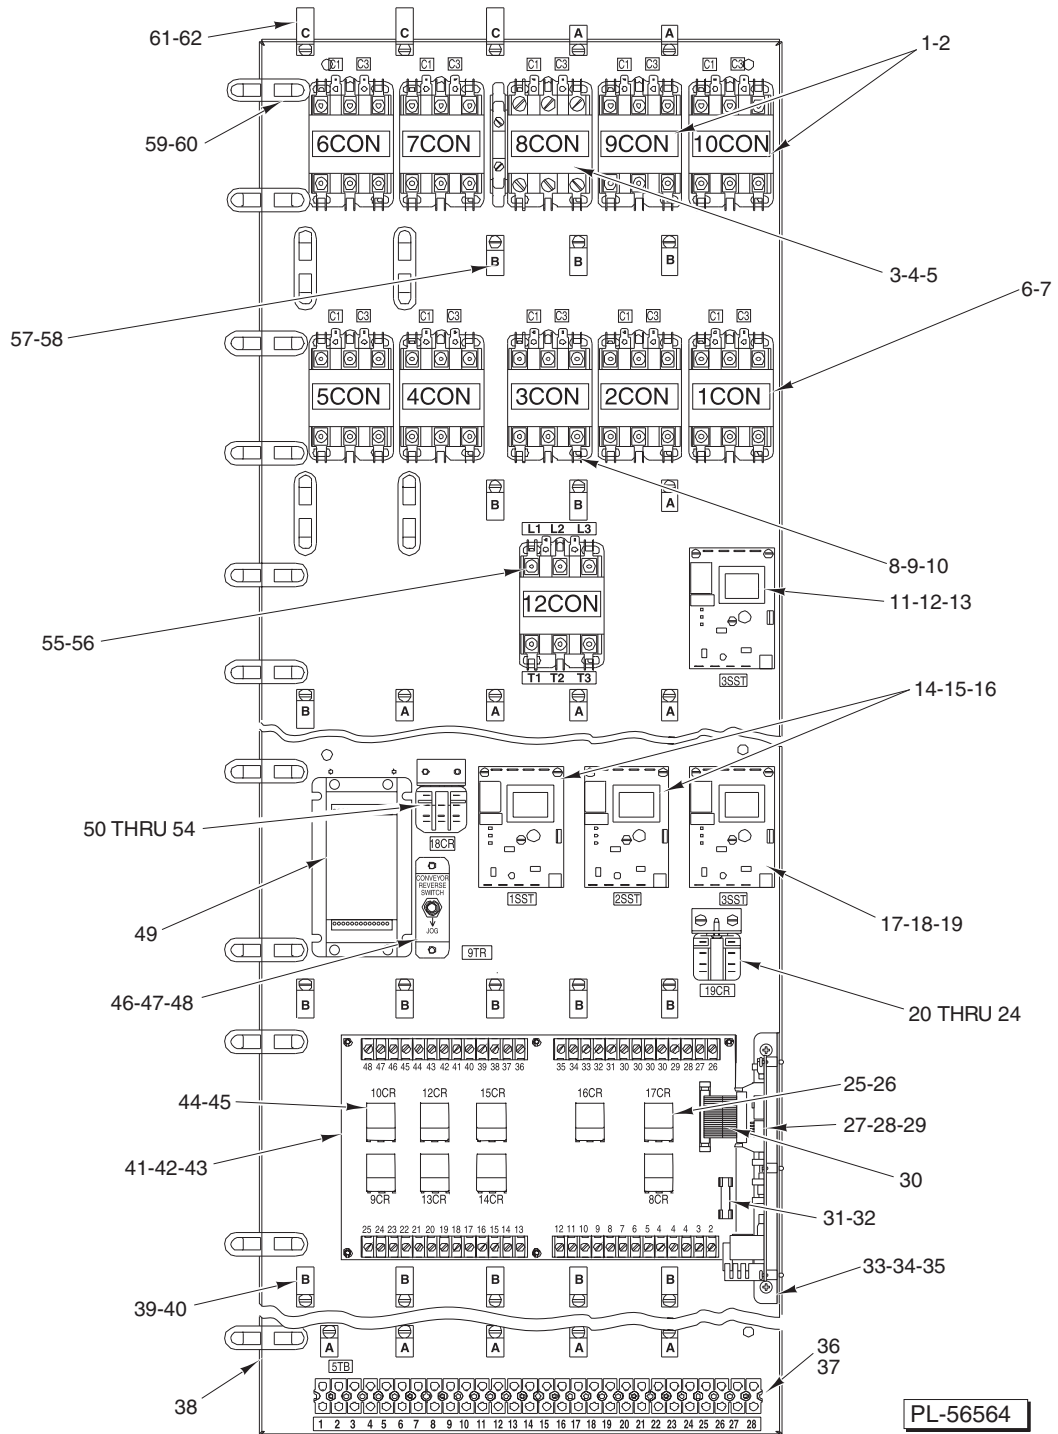 61-62
C C C A A
1-2
C1 C3 C1 C3 C1 C3 C1 C3 C1 C3
59-60
6CON 7CON 8CON 9CON 10CON
3-4-5
B B B
6-7
57-58
C1 C3 C1 C3 C1 C3 C1 C3 C1 C3
5CON 4CON 3CON 2CON 1CON
B B A
L1 L2 L3
8-9-10
11-12-13
12CON
55-56
T1 T2 T3
3SST
14-15-16
B A A A A
50 THRU 54
18CR
CONVEYOR
REVERSE
SWITCH
JOG
1SST 2SST 3SST
17-18-19
49
9TR
19CR
46-47-48
B B B B B
20 THRU 24
48 47 46 45 44 43 42 41 40 39 38 37 36
35 34 33 32 31 30 30 30 30 29 28 27 26
10CR 12CR 15CR 16CR 17CR
25-26
44-45
27-28-29
41-42-43
30
9CR 13CR 14CR 8CR
31-32
25 24 23 22 21 20 19 18 17 16 15 14 13
12 11 10 9 8 7 6 5 4 4 4 3 2
33-34-35
39-40
B B B B B
A A A A A
36
37
5TB
38
1 2 3 4 5 6 7 8 9 10 11 12 13 14 15 16 17 18 19 20 21 22 23 24 25 26 27 28
PL-56564